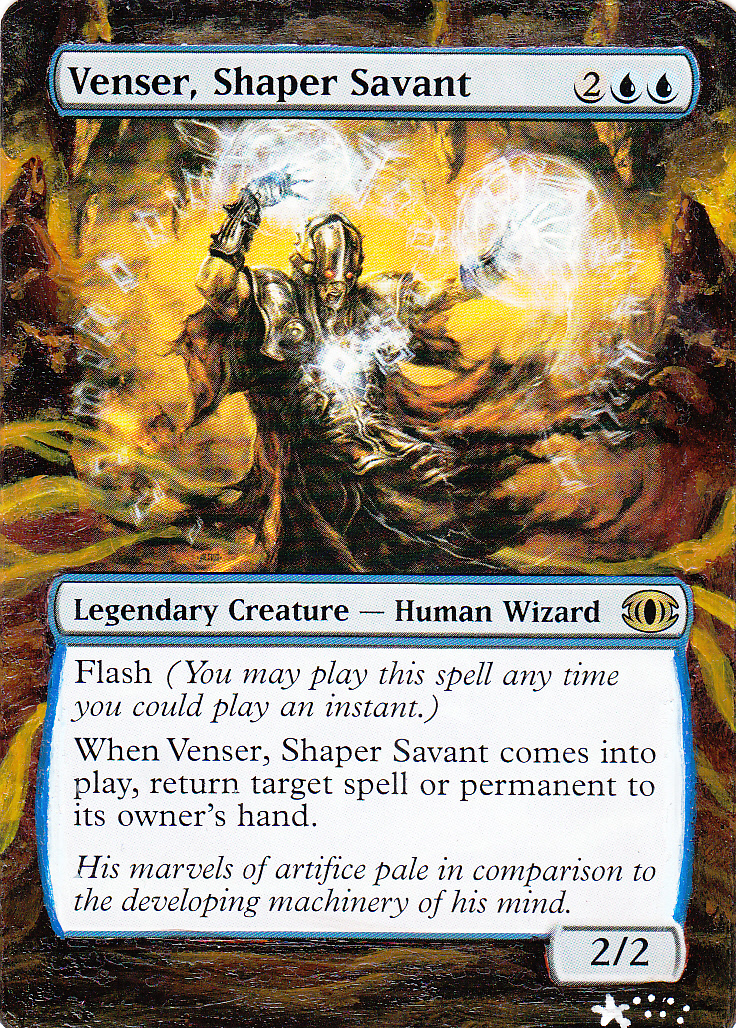 Venser, Shaper Savant 2
Legendary Creature — Human Wizard
Flash (You may play this spell any time
you could play an instant.)
When Venser, Shaper Savant comes into
play, return target spell or permanent to
its owner's hand.
His marvels of artifice pale in comparison to
the developing machinery of his mind.
2/2